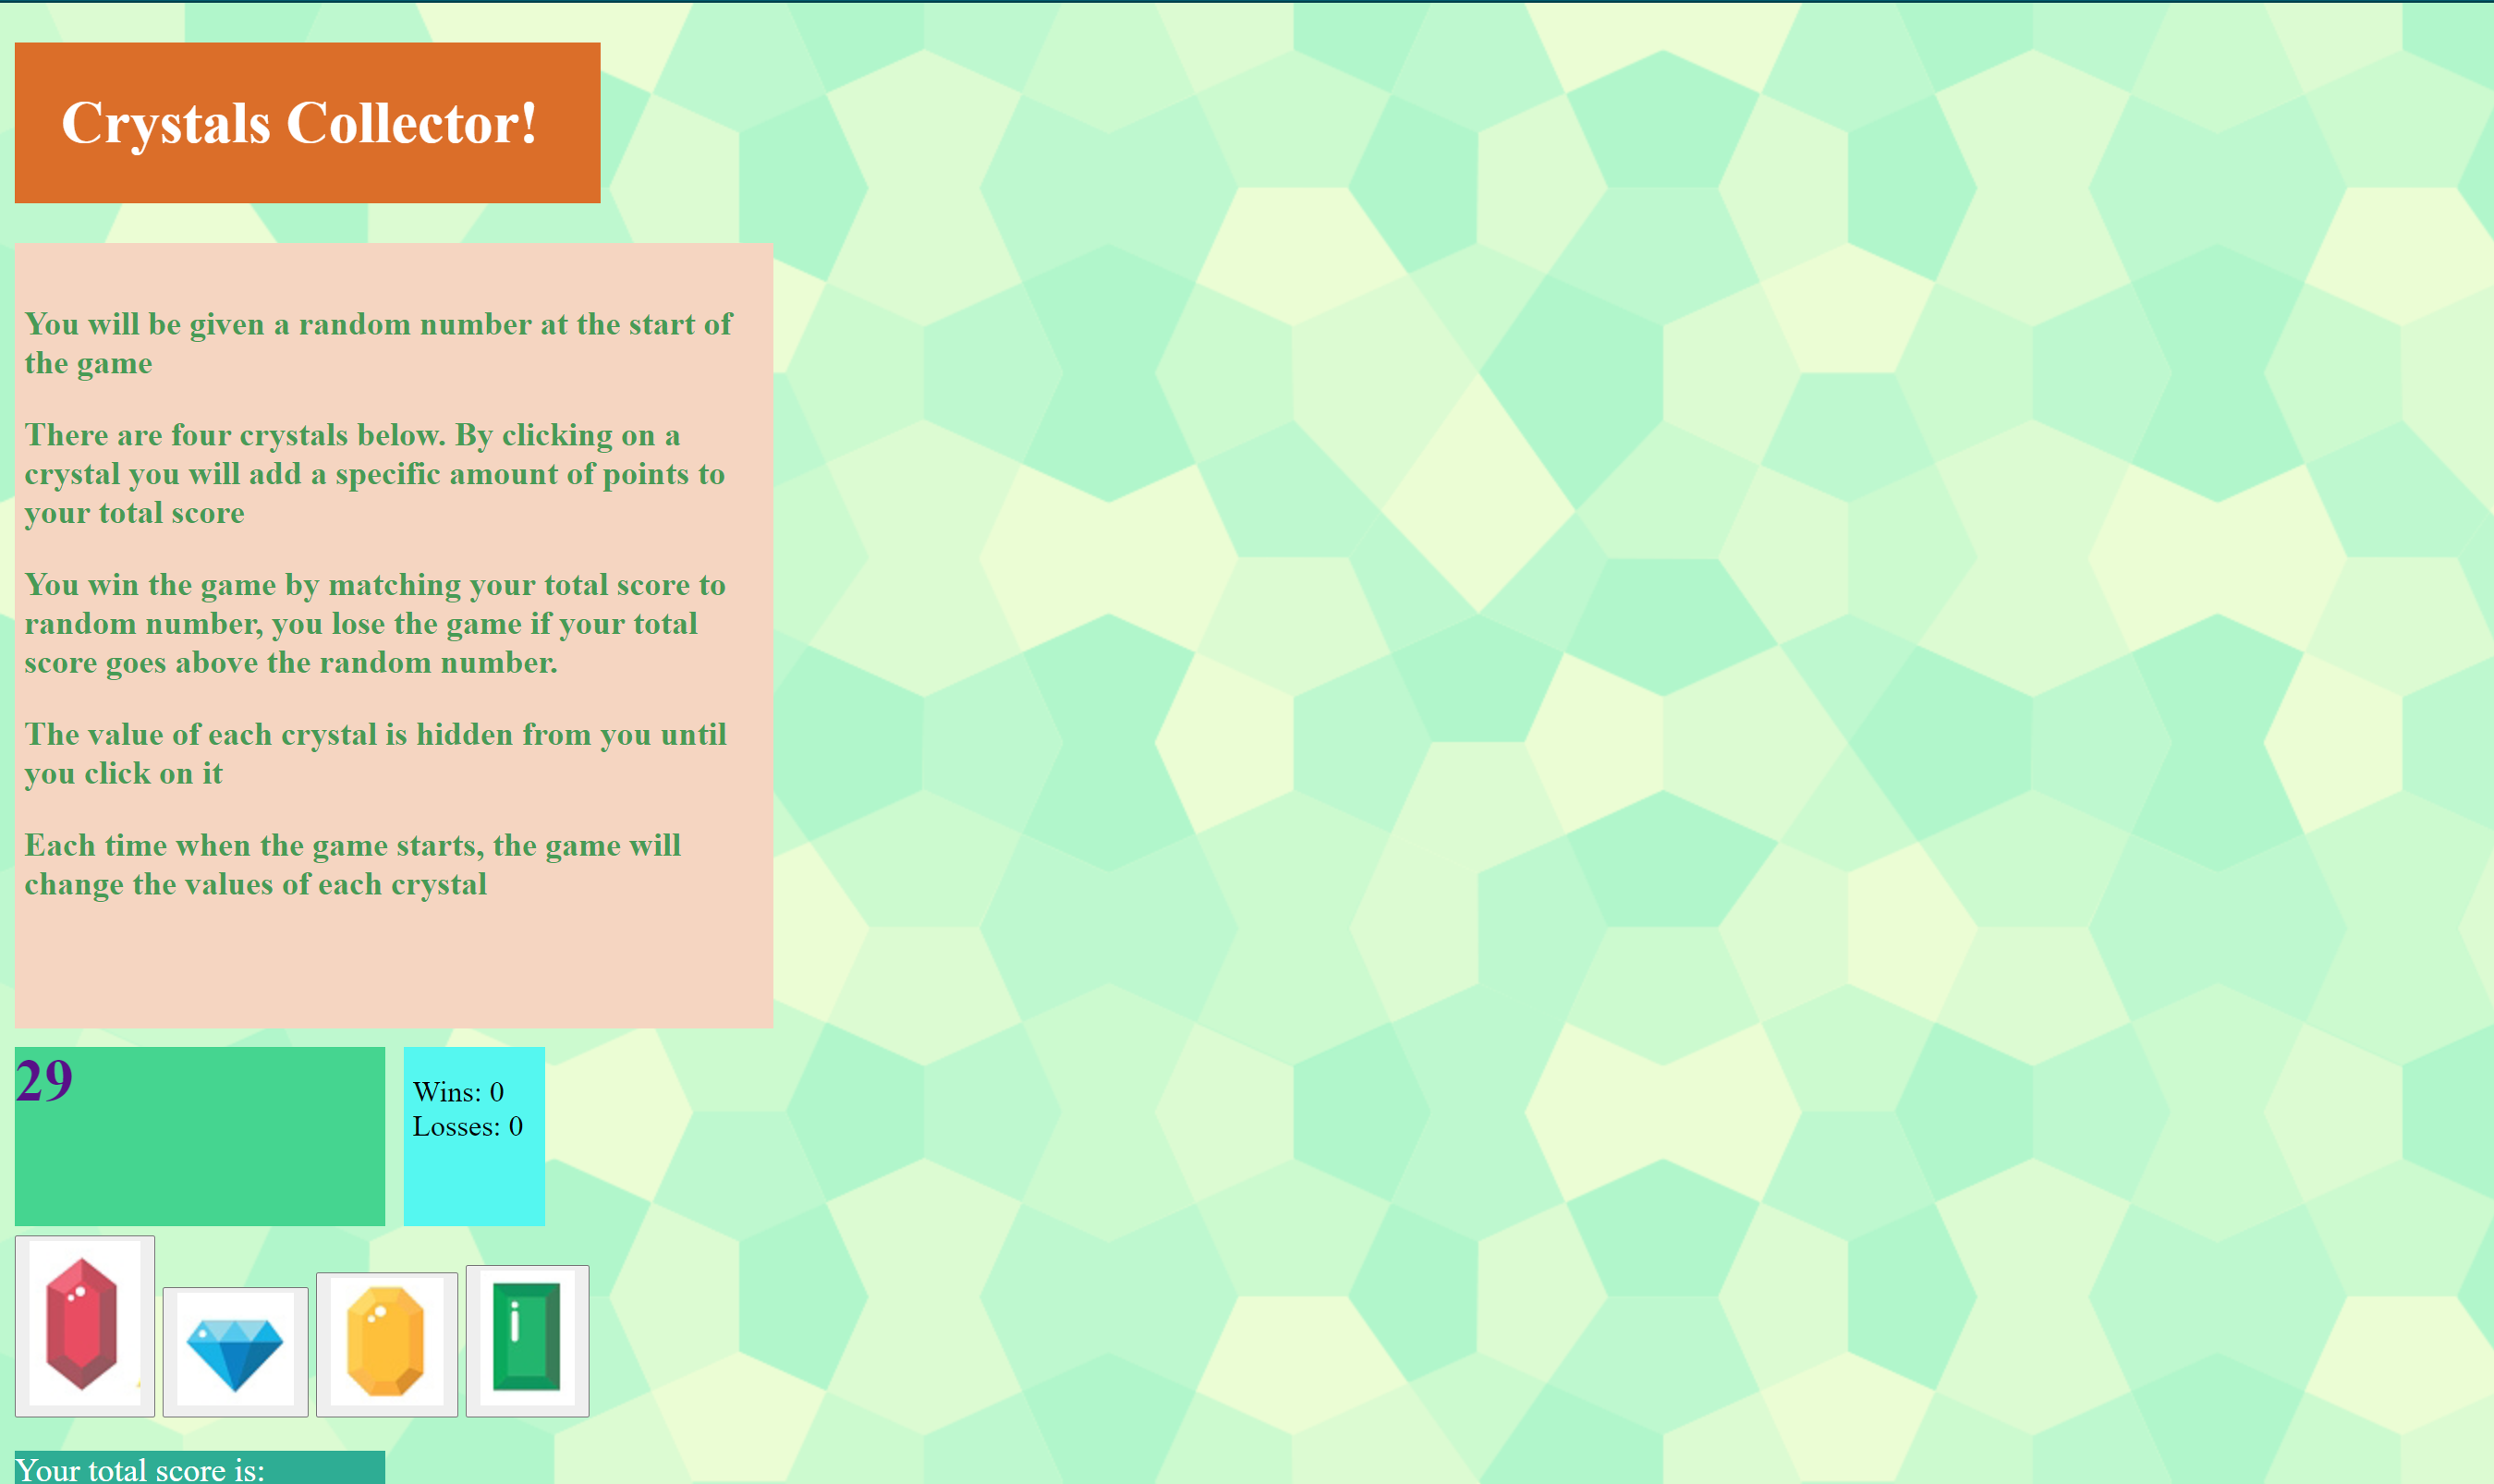 Crystals Collector!
You will be given a random number at the start of
the game
There are four crystals below. By clicking on a
crystal you will add a specific amount of points to
your total score
You win the game by matching your total score to
random number, you lose the game if your total
score goes above the random number.
The value of each crystal is hidden from you until
you click on it
Each time when the game starts, the game will
change the values of each crystal
29
Wins: 0
Losses: 0
Your total score is: